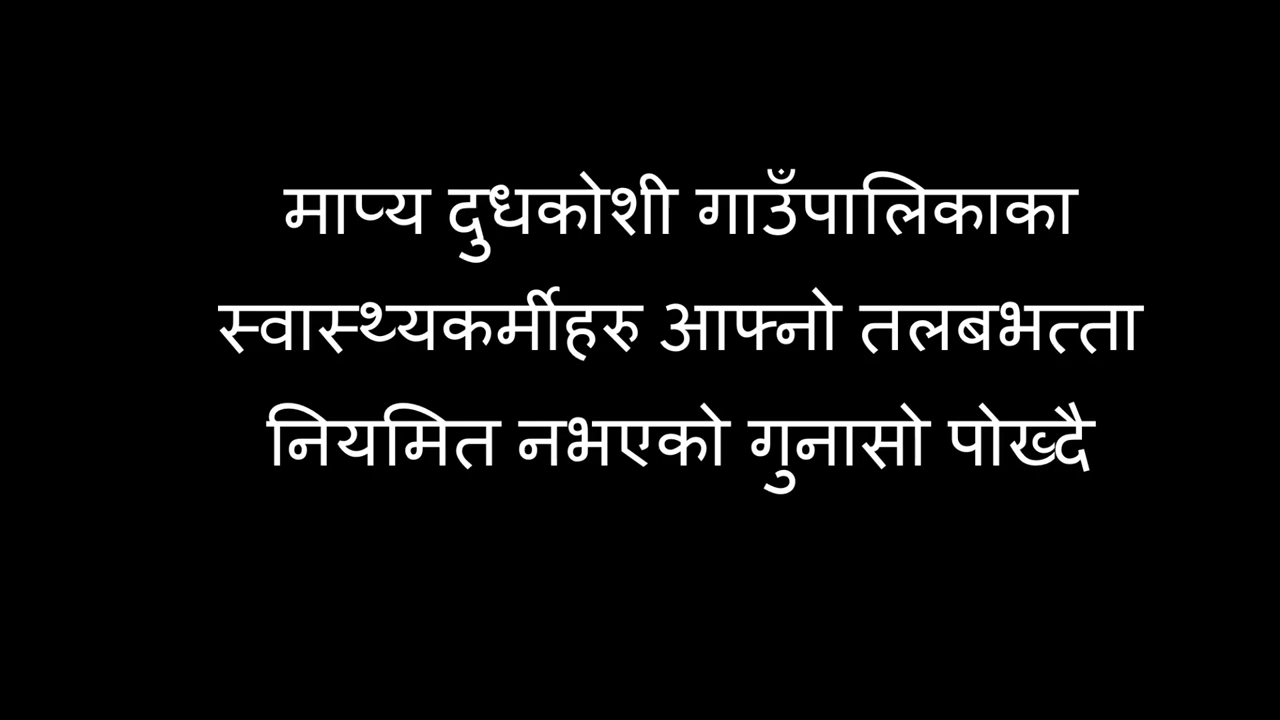 माप्य दुधकोशी गाउँपालिकाका
स्वास्थ्यकर्मीहरु आफ्नो तलबभत्ता
नियमित नभएको गुनासो पोख्दै